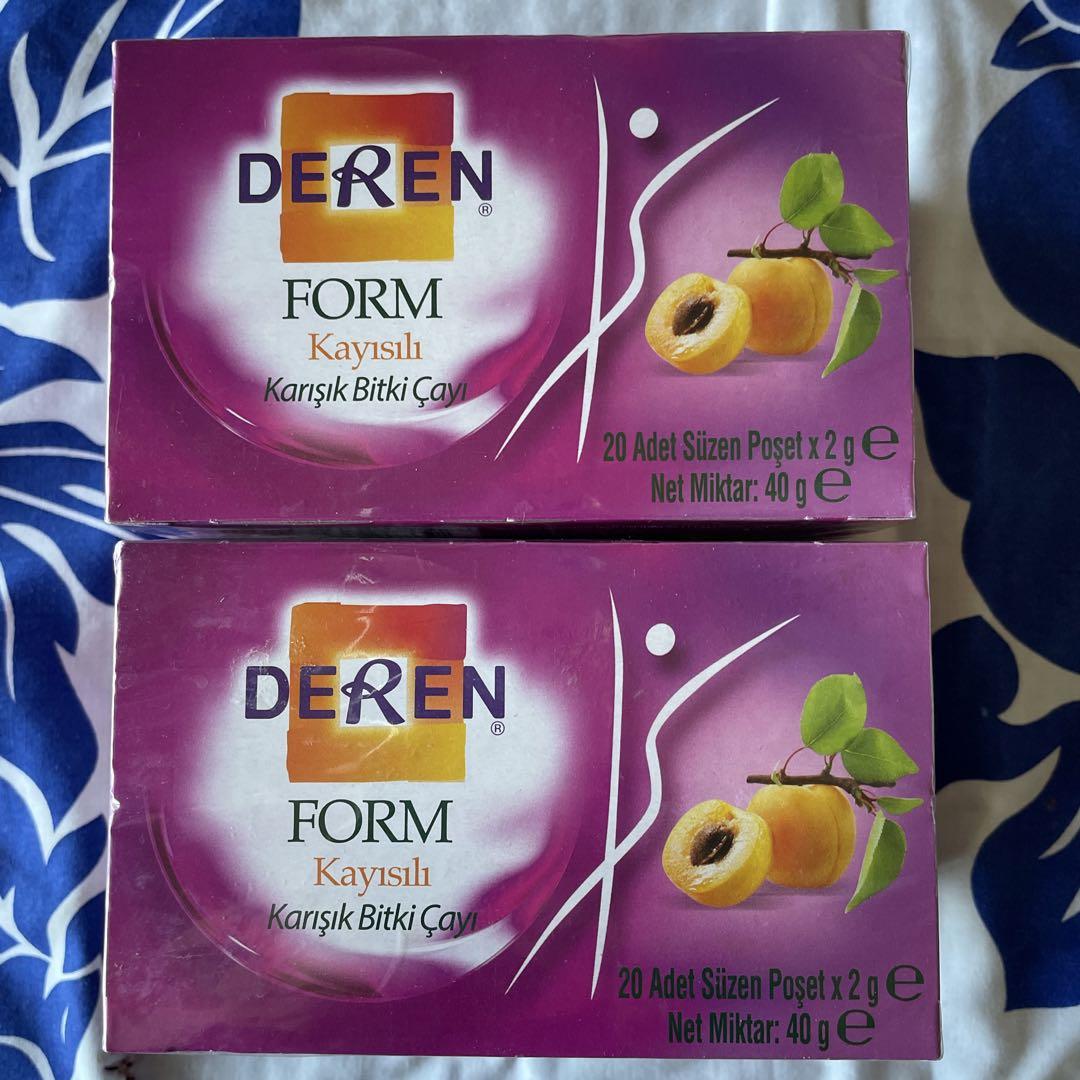 DEREN
®
FORM
Kayısılı
Karışık Bitki Çayı
20 Adet Süzen Poşet x 2 g ℮
Net Miktar: 40 g ℮
DEREN
®
FORM
Kayısılı
Karışık Bitki Çayı
20 Adet Süzen Poşet x 2 g ℮
Net Miktar: 40 g ℮